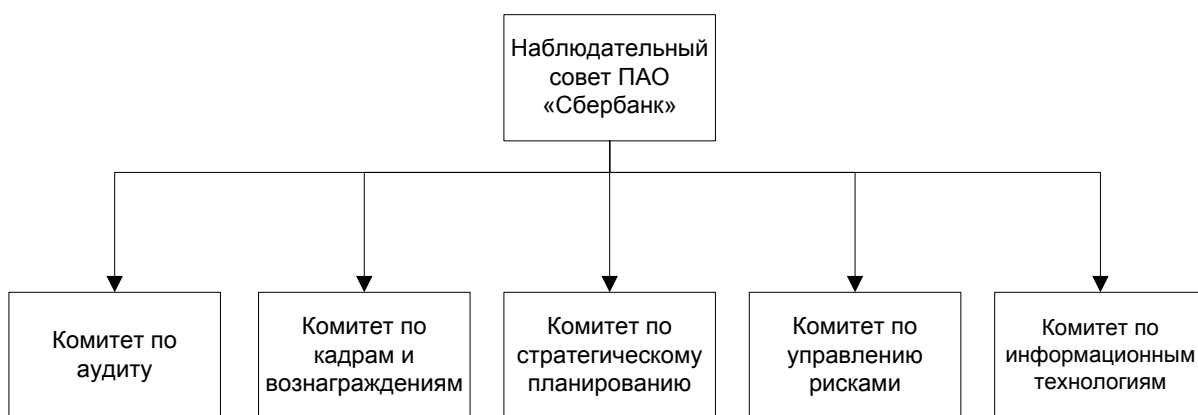 Наблюдательный
совет ПАО
«Сбербанк»
Комитет по
аудиту
Комитет по
кадрам и
вознаграждениям
Комитет по
стратегическому
планированию
Комитет по
управлению
рисками
Комитет по
информационным
технологиям